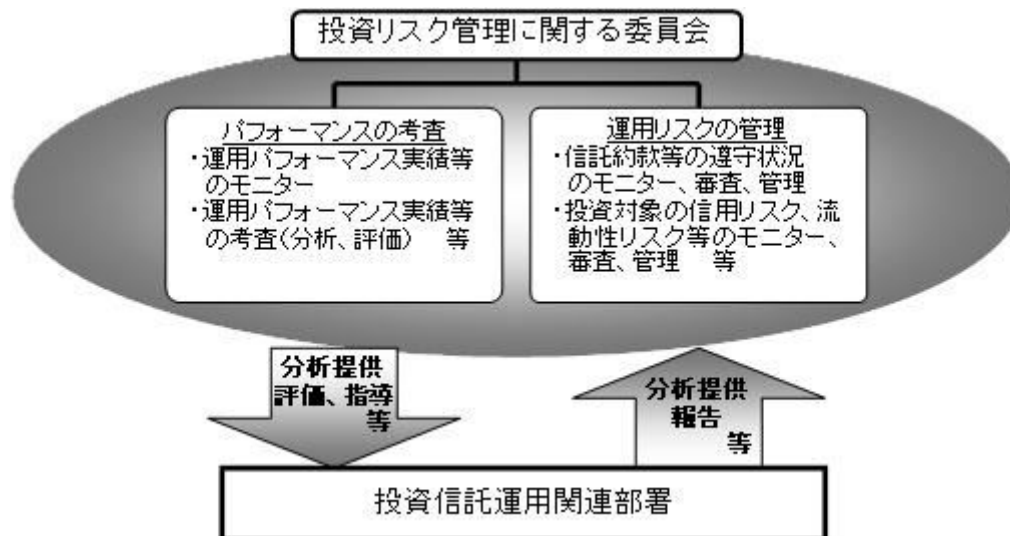 投資リスク管理に関する委員会
パフォーマンスの考査
・運用パフォーマンス実績等
のモニター
・運用パフォーマンス実績等
の考査(分析、評価) 等
運用リスクの管理
・信託約款等の遵守状況
のモニター、審査、管理
・投資対象の信用リスク、流
動性リスク等のモニター、
審査、管理 等
分析提供
評価、指導
等
分析提供
報告
等
投資信託運用関連部署